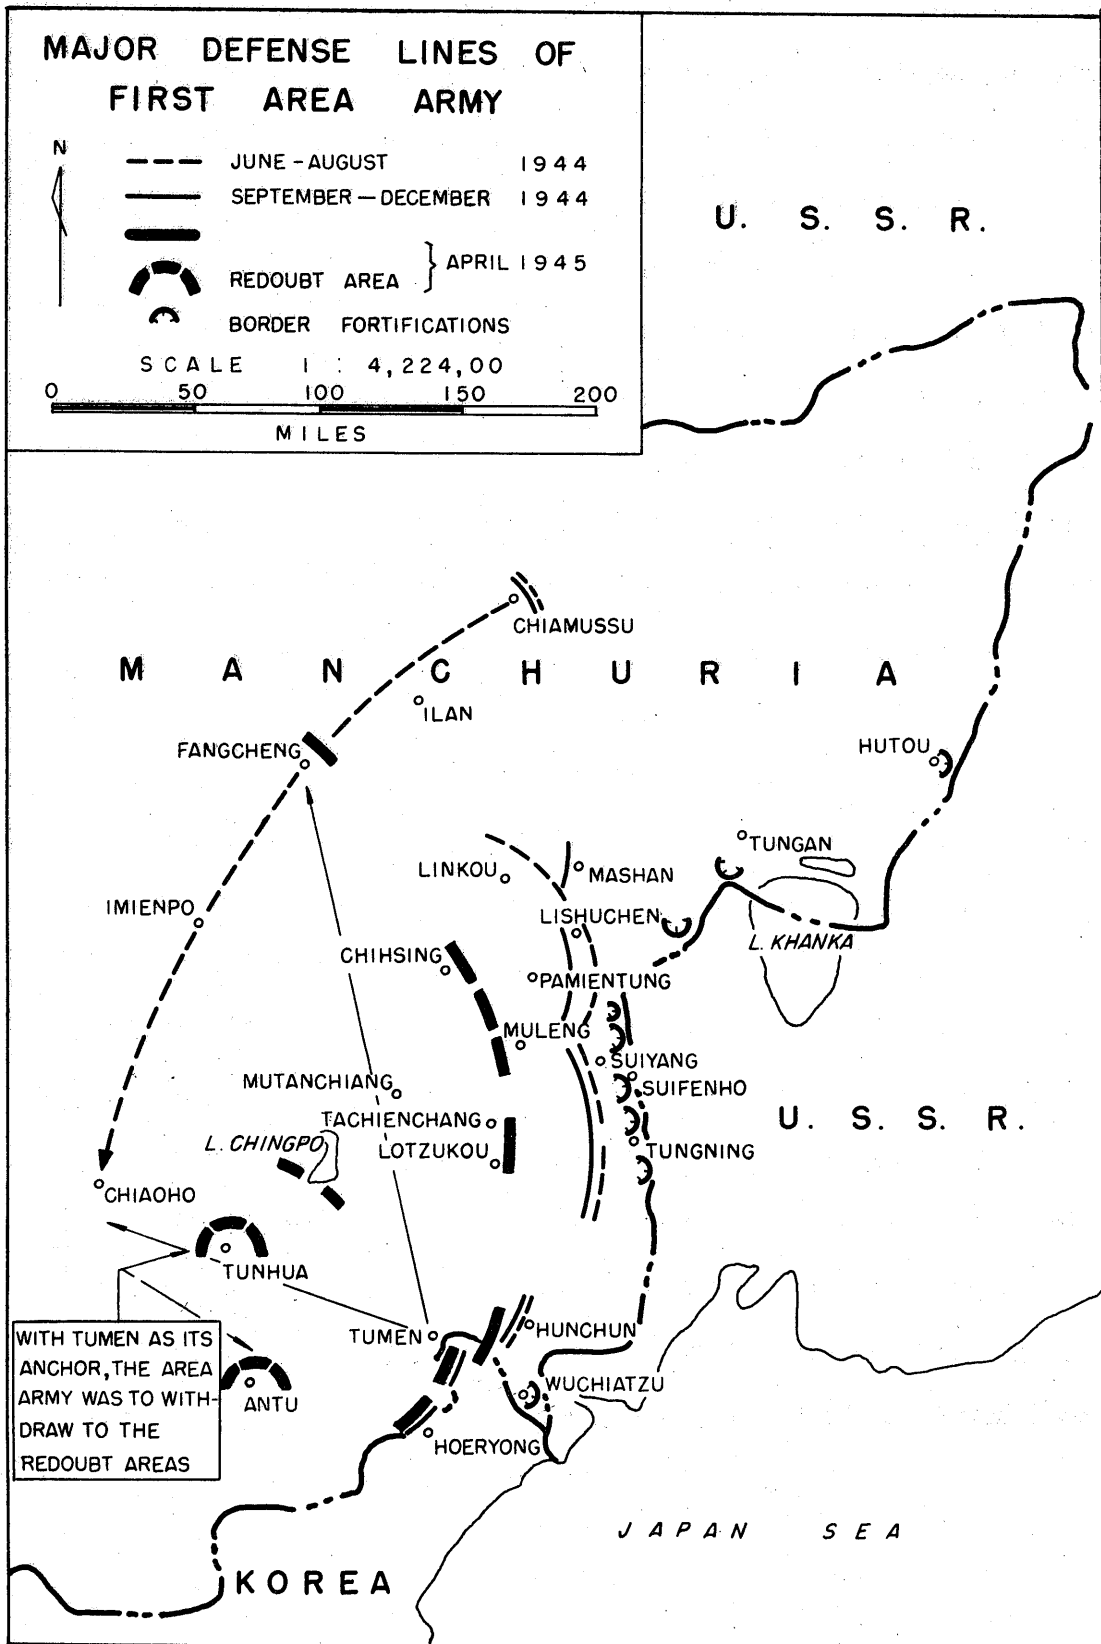 MAJOR DEFENSE LINES OF
FIRST AREA ARMY
N
JUNE - AUGUST 1944
SEPTEMBER — DECEMBER 1944
REDOUBT AREA } APRIL 1945
BORDER FORTIFICATIONS
SCALE 1 : 4,224,00
0 50 100 150 200
MILES
U. S. S. R.
CHIAMUSSU
MANCHURIA
ILAN
FANGCHENG
HUTOU
TUNGAN
LINKOU
MASHAN
IMIENPO
LISHUCHEN
L. KHANKA
CHIHSING
PAMIENTUNG
MULENG
SUIYANG
MUTANCHIANG
SUIFENHO
TACHIENCHANG
U. S. S. R.
L. CHINGPO
LOTZUKOU
TUNGNING
CHIAOHO
TUNHUA
TUMEN
HUNCHUN
WITH TUMEN AS ITS
ANCHOR, THE AREA
ARMY WAS TO WITH-
DRAW TO THE
REDOUBT AREAS
ANTU
WUCHIATZU
HOERYONG
JAPAN SEA
KOREA